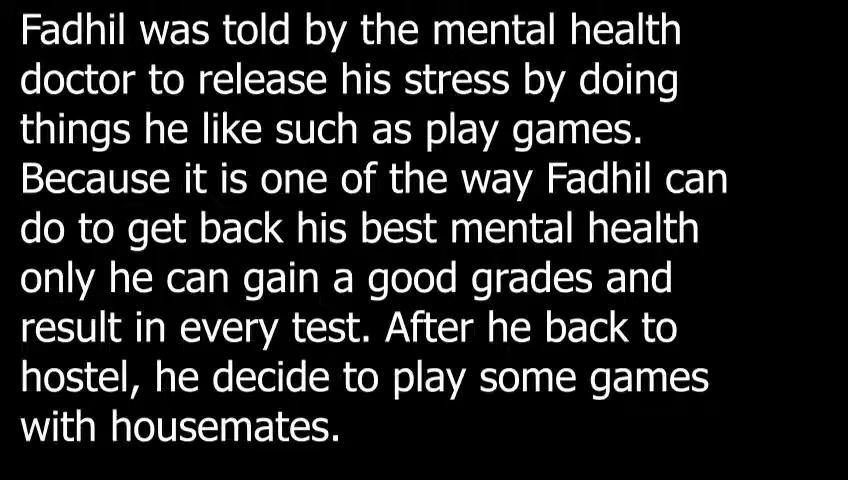 Fadhil was told by the mental health
doctor to release his stress by doing
things he like such as play games.
Because it is one of the way Fadhil can
do to get back his best mental health
only he can gain a good grades and
result in every test. After he back to
hostel, he decide to play some games
with housemates.